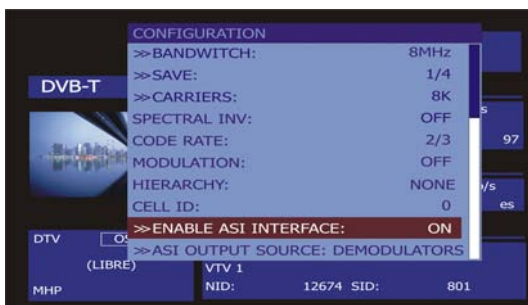 CONFIGURATION
≫BANDWITCH: 8MHz
≫SAVE: 1/4
≫CARRIERS: 8K
SPECTRAL INV: OFF
CODE RATE: 2/3
MODULATION: OFF
HIERARCHY: NONE
CELL ID: 0
≫ENABLE ASI INTERFACE: ON
≫ASI OUTPUT SOURCE: DEMODULATORS
DVB-T
s
97
/s
es
DTV
(LIBRE)
MHP
VTV 1
NID: 12674 SID: 801